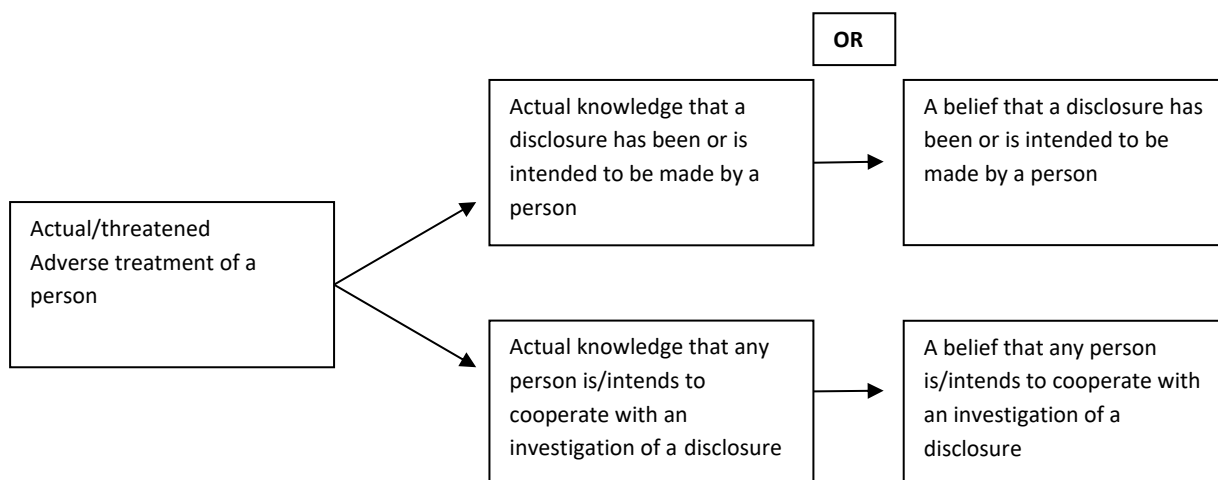 OR
Actual/threatened
Adverse treatment of a
person
Actual knowledge that a
disclosure has been or is
intended to be made by a
person
A belief that a disclosure has
been or is intended to be
made by a person
Actual knowledge that any
person is/intends to
cooperate with an
investigation of a disclosure
A belief that any person
is/intends to cooperate with
an investigation of a
disclosure